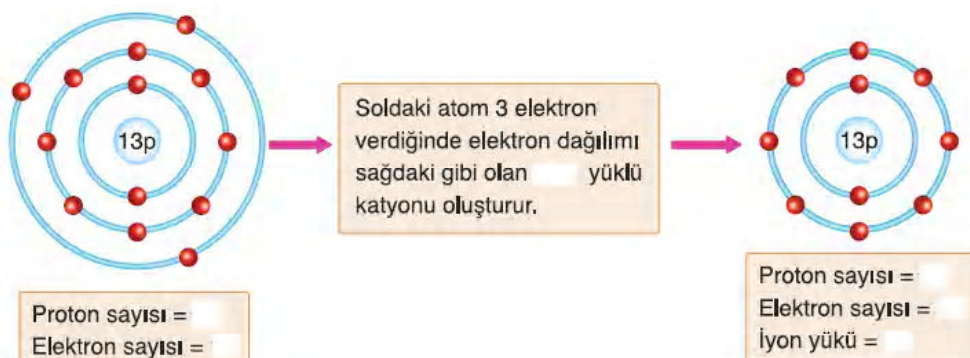 13p
Soldaki atom 3 elektron
verdiğinde elektron dağılımı
sağdaki gibi olan yüklü
katyonu oluşturur.
13p
Proton sayısı =
Elektron sayısı =
Proton sayısı =
Elektron sayısı =
İyon yükü =